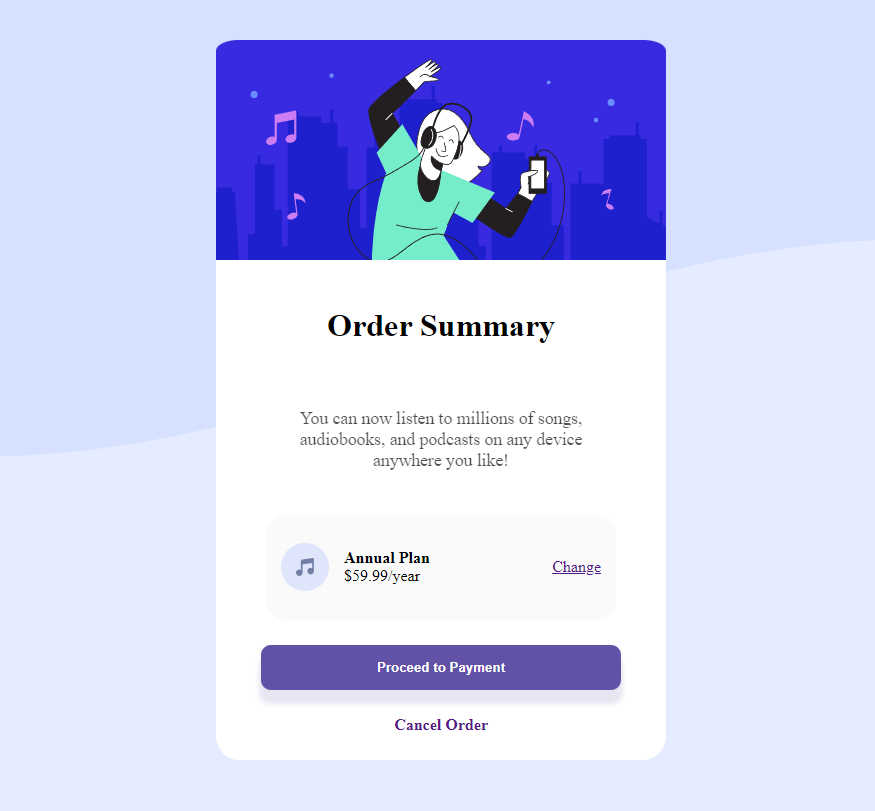 Order Summary
You can now listen to millions of songs,
audiobooks, and podcasts on any device
anywhere you like!
Annual Plan
$59.99/year
Change
Proceed to Payment
Cancel Order